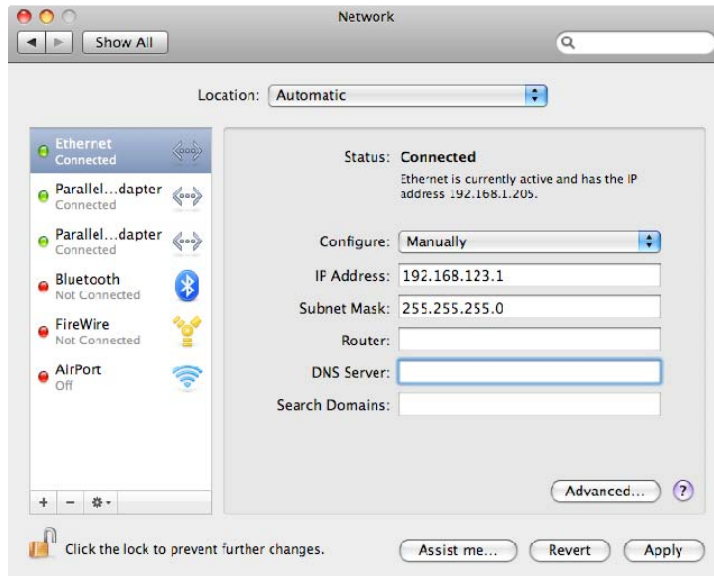 Network
Show All
Location: Automatic
Ethernet
Connected
Parallel...dapter
Connected
Parallel...dapter
Connected
Bluetooth
Not Connected
FireWire
Not Connected
AirPort
Off
Status: Connected
Ethernet is currently active and has the IP
address 192.168.1.205.
Configure: Manually
IP Address: 192.168.123.1
Subnet Mask: 255.255.255.0
Router:
DNS Server:
Search Domains:
Advanced... ?
Click the lock to prevent further changes.
Assist me... Revert Apply